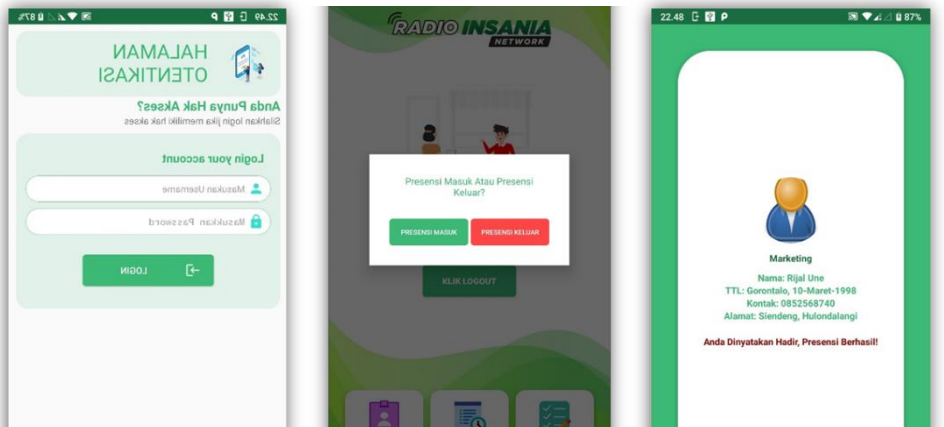 22.49 P 87%
HALAMAN
OTENTIKASI
Anda Punya Hak Akses?
Silahkan login jika memiliki hak akses
Login your account
Masukan Username
Masukkan Password
LOGIN
RADIO INSANIA
NETWORK
Presensi Masuk Atau Presensi
Keluar?
PRESENSI MASUK PRESENSI KELUAR
KLIK LOGOUT
22.48 P 87%
Marketing
Nama: Rijal Une
TTL: Gorontalo, 10-Maret-1998
Kontak: 0852568740
Alamat: Siendeng, Hulondalangi
Anda Dinyatakan Hadir, Presensi Berhasil!